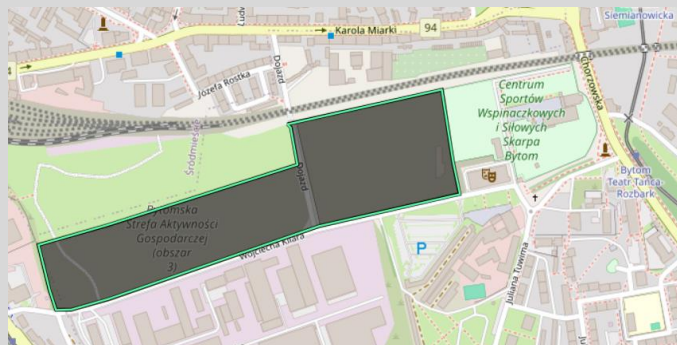 Siemianowicka
Karola Miarki
94
Dojazd
Józefa Rostka
Chorzowska
Centrum
Sportów
Wspinaczkowych
i Siłowych
Skarpa
Bytom
Śródmieście
Dojazd
Bytom
Teatr Tańca-
Rozbark
Bytomska
Strefa Aktywności
Gospodarczej
(obszar
3)
Wojciecha Kilara
P
Juliana Tuwima